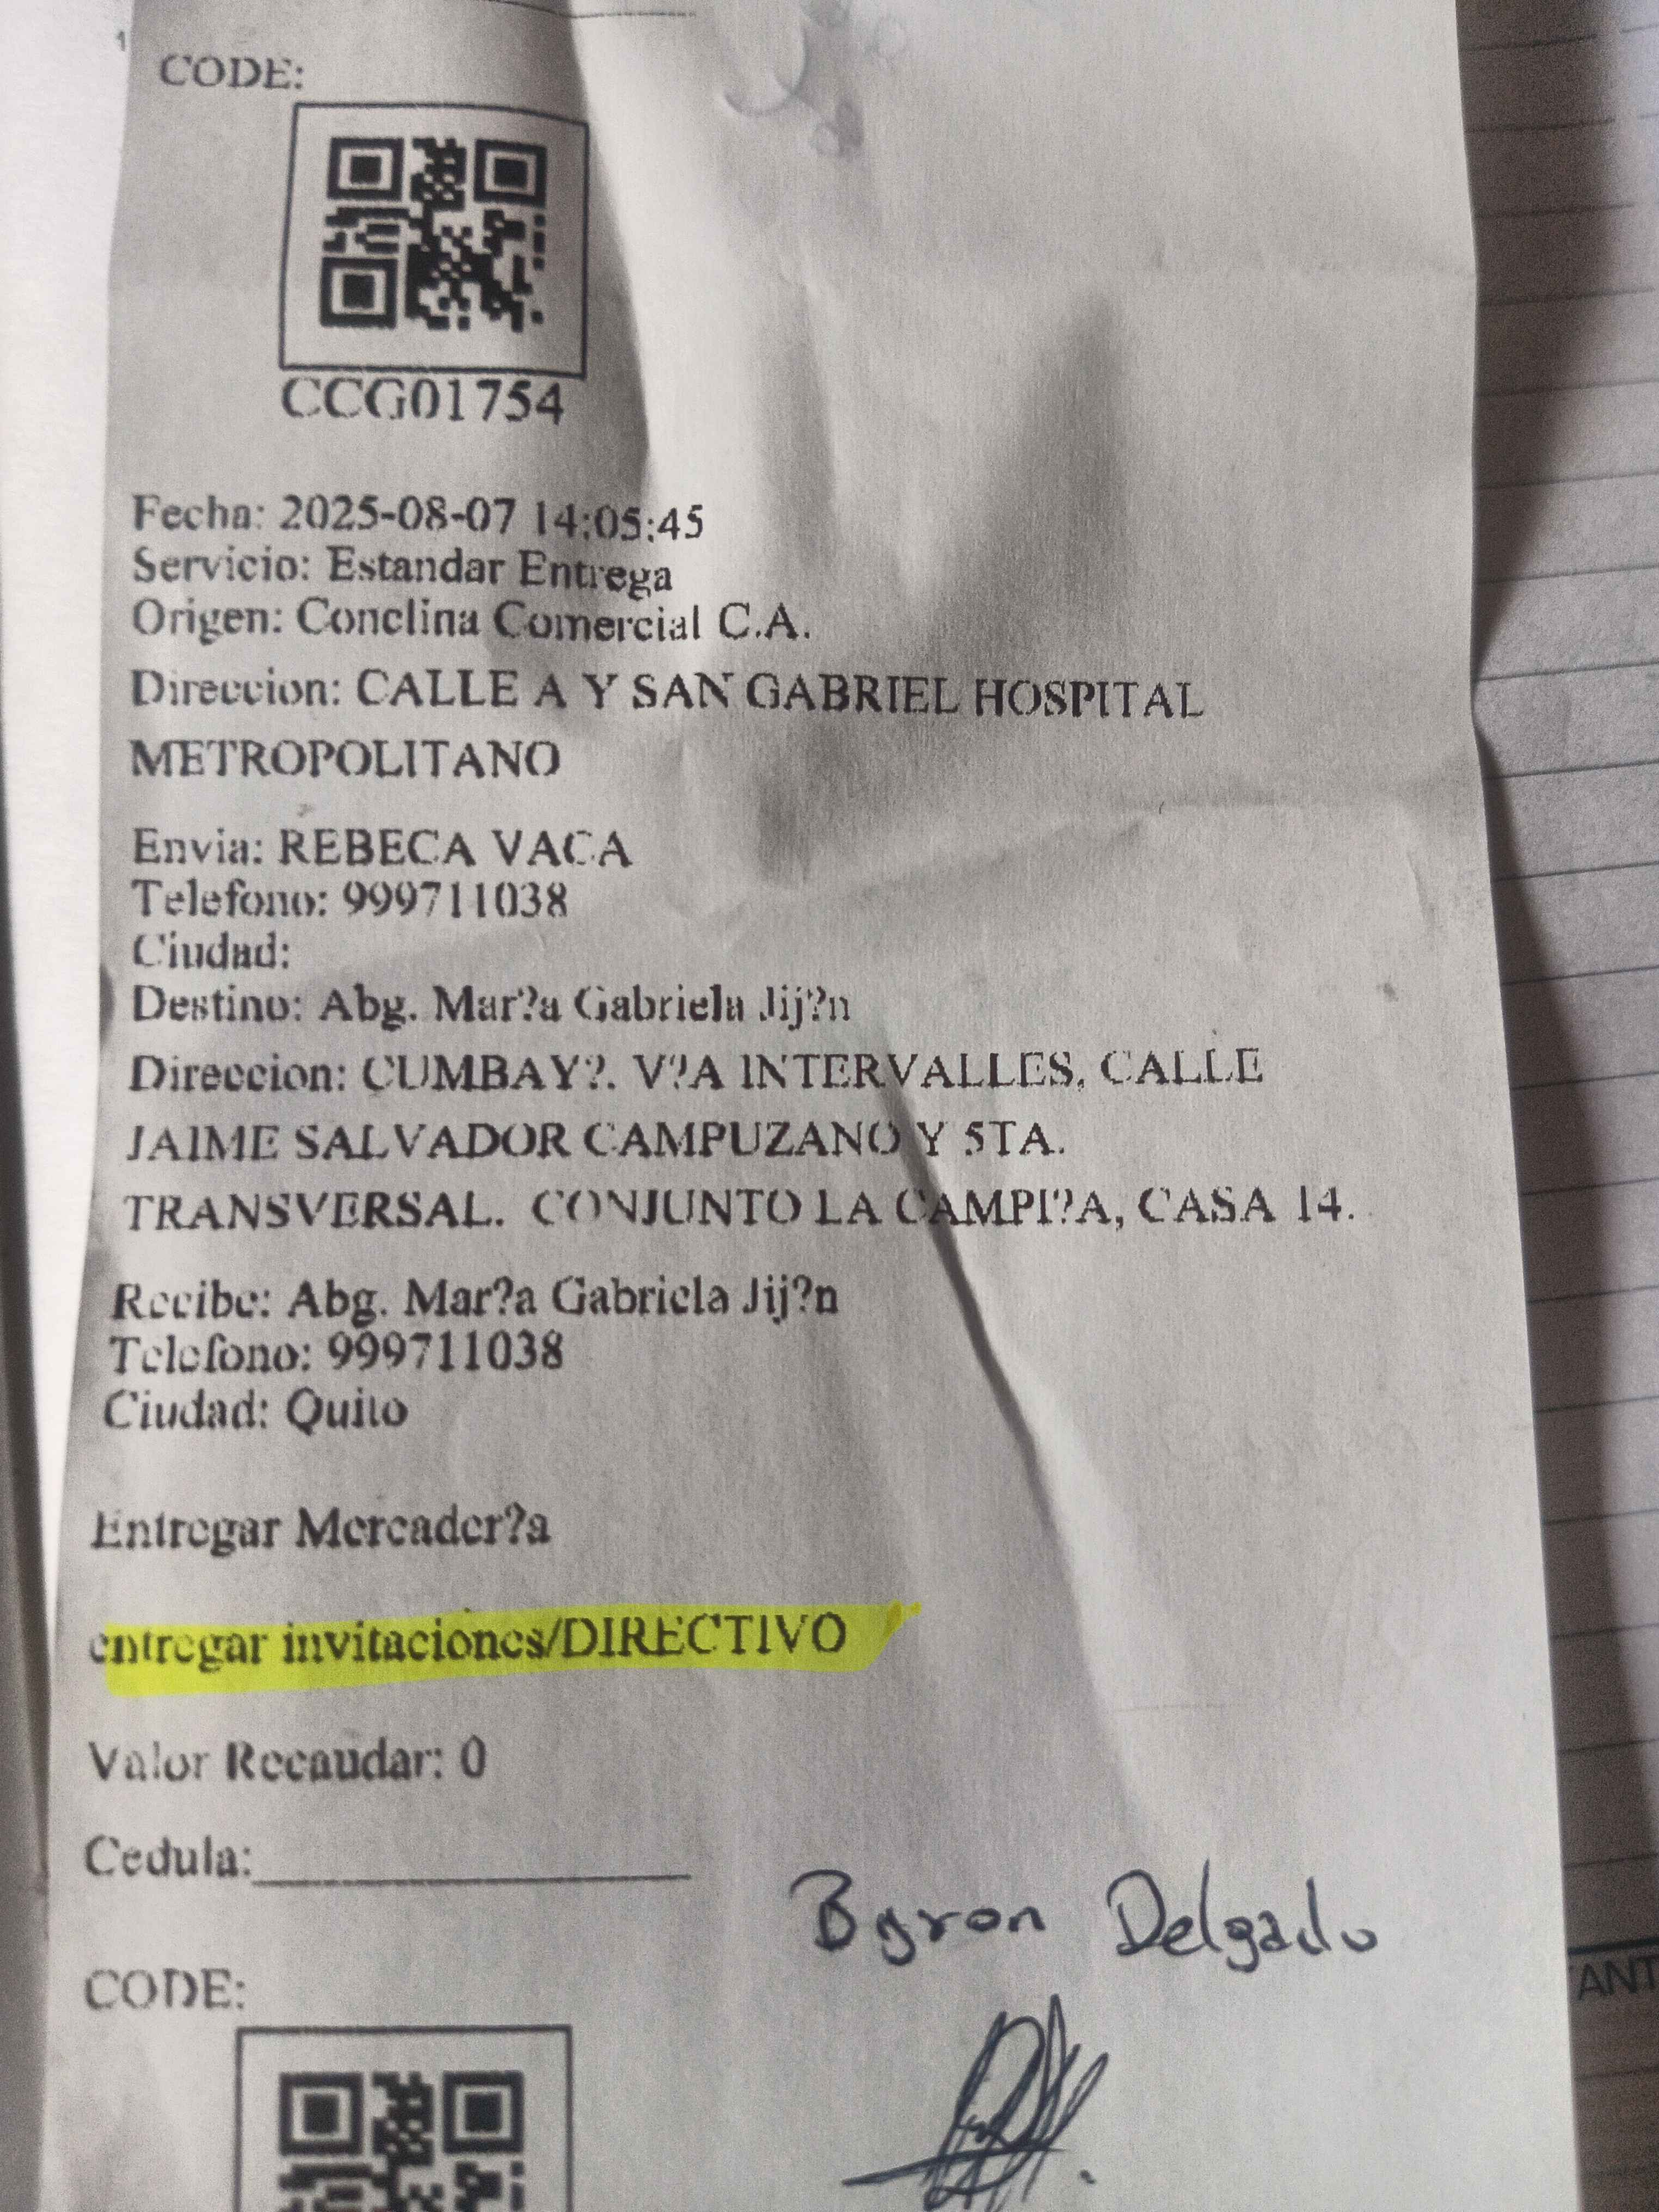 CODE:
CCG01754
Fecha: 2025-08-07 14:05:45
Servicio: Estandar Entrega
Origen: Conclina Comercial C.A.
Direccion: CALLE A Y SAN GABRIEL HOSPITAL
METROPOLITANO
Envia: REBECA VACA
Telefono: 999711038
Ciudad:
Destino: Abg. Mar?a Gabriela Jij?n
Direccion: CUMBAY?. V?A INTERVALLES, CALLE
JAIME SALVADOR CAMPUZANO Y 5TA.
TRANSVERSAL. CONJUNTO LA CAMPI?A, CASA 14.
Recibe: Abg. Mar?a Gabriela Jij?n
Telefono: 999711038
Ciudad: Quito
Entregar Mercader?a
entregar invitaciones/DIRECTIVO
Valor Recaudar: 0
Cedula:
Byron Delgado
CODE:
ANT